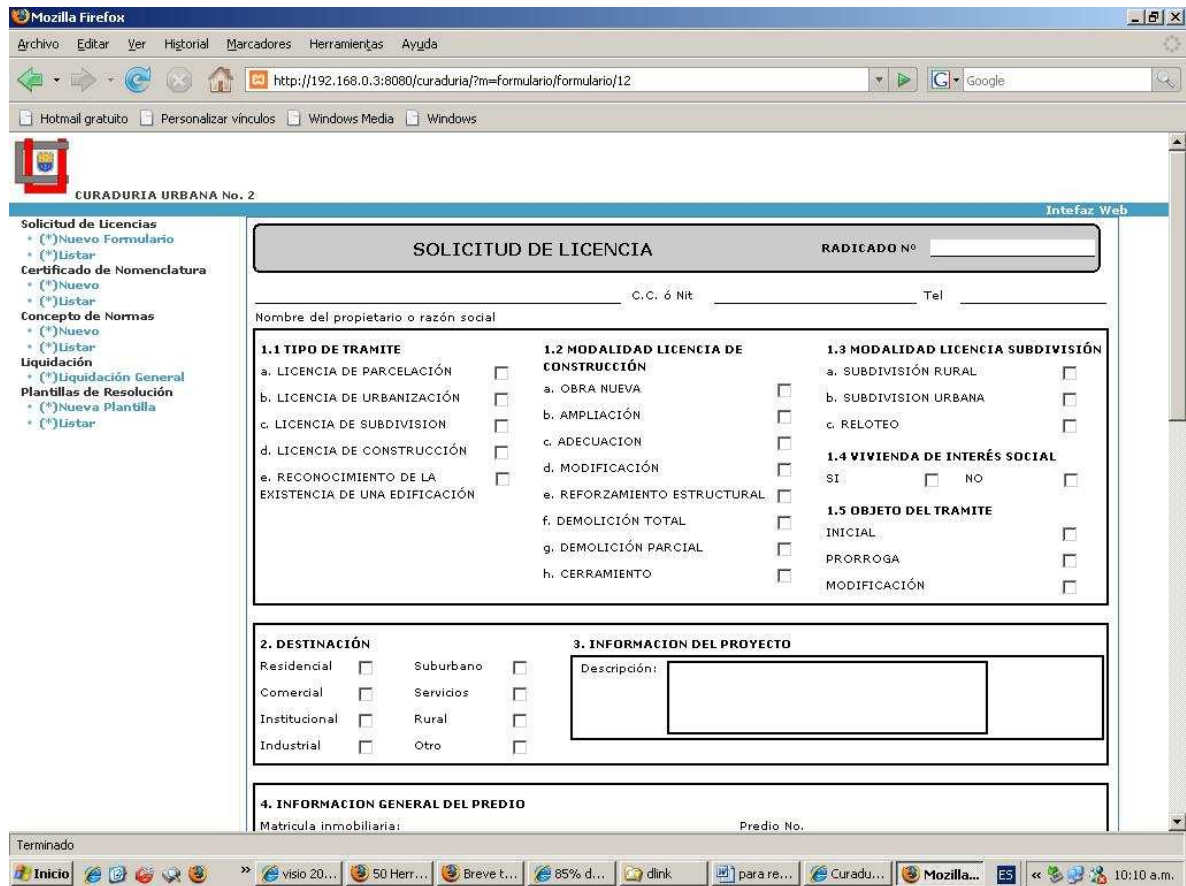 Mozilla Firefox
Archivo Editar Ver Historial Marcadores Herramientas Ayuda
http://192.168.0.3:8080/curaduria/?m=formulario/formulario/12
G Google
Hotmail gratuito Personalizar vínculos Windows Media Windows
CURADURIA URBANA No. 2
Intefaz Web
Solicitud de Licencias
(*)Nuevo Formulario
(*)Listar
Certificado de Nomenclatura
(*)Nuevo
(*)Listar
Concepto de Normas
(*)Nuevo
(*)Listar
Liquidación
(*)Liquidación General
Plantillas de Resolución
(*)Nueva Plantilla
(*)Listar
SOLICITUD DE LICENCIA RADICADO Nº
C.C. ó Nit Tel
Nombre del propietario o razón social
1.1 TIPO DE TRAMITE
a. LICENCIA DE PARCELACIÓN
b. LICENCIA DE URBANIZACIÓN
c. LICENCIA DE SUBDIVISION
d. LICENCIA DE CONSTRUCCIÓN
e. RECONOCIMIENTO DE LA
EXISTENCIA DE UNA EDIFICACIÓN
1.2 MODALIDAD LICENCIA DE
CONSTRUCCIÓN
a. OBRA NUEVA
b. AMPLIACIÓN
c. ADECUACION
d. MODIFICACIÓN
e. REFORZAMIENTO ESTRUCTURAL
f. DEMOLICIÓN TOTAL
g. DEMOLICIÓN PARCIAL
h. CERRAMIENTO
1.3 MODALIDAD LICENCIA SUBDIVISIÓN
a. SUBDIVISIÓN RURAL
b. SUBDIVISION URBANA
c. RELOTEO
1.4 VIVIENDA DE INTERÉS SOCIAL
SI NO
1.5 OBJETO DEL TRAMITE
INICIAL
PRORROGA
MODIFICACIÓN
2. DESTINACIÓN
Residencial Suburbano
Comercial Servicios
Institucional Rural
Industrial Otro
3. INFORMACION DEL PROYECTO
Descripción:
4. INFORMACION GENERAL DEL PREDIO
Matricula inmobiliaria: Predio No.
Terminado
Inicio » visio 20... 50 Herr... Breve t... 85% d... dlink para re... Curadu... Mozilla... ES « 10:10 a.m.